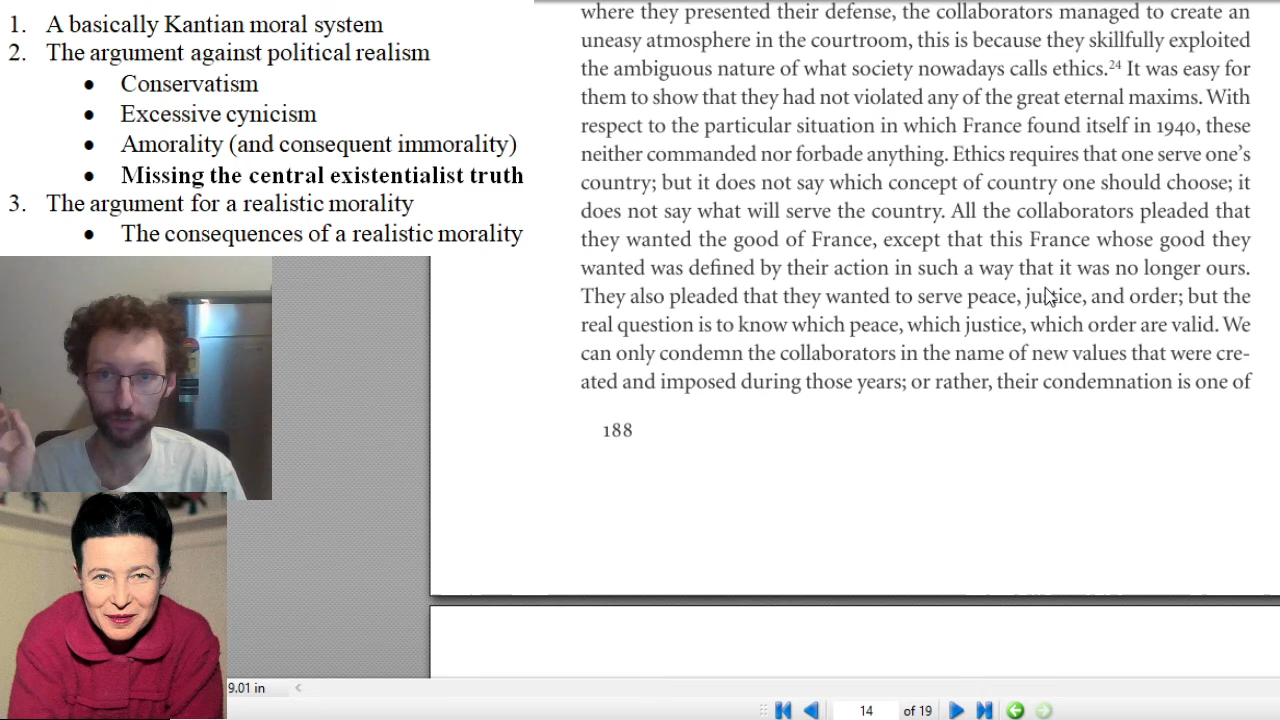 1. A basically Kantian moral system
2. The argument against political realism
• Conservatism
• Excessive cynicism
• Amorality (and consequent immorality)
• Missing the central existentialist truth
3. The argument for a realistic morality
• The consequences of a realistic morality
where they presented their defense, the collaborators managed to create an
uneasy atmosphere in the courtroom, this is because they skillfully exploited
the ambiguous nature of what society nowadays calls ethics.²⁴ It was easy for
them to show that they had not violated any of the great eternal maxims. With
respect to the particular situation in which France found itself in 1940, these
neither commanded nor forbade anything. Ethics requires that one serve one’s
country; but it does not say which concept of country one should choose; it
does not say what will serve the country. All the collaborators pleaded that
they wanted the good of France, except that this France whose good they
wanted was defined by their action in such a way that it was no longer ours.
They also pleaded that they wanted to serve peace, justice, and order; but the
real question is to know which peace, which justice, which order are valid. We
can only condemn the collaborators in the name of new values that were cre-
ated and imposed during those years; or rather, their condemnation is one of
188
9.01 in
14 of 19